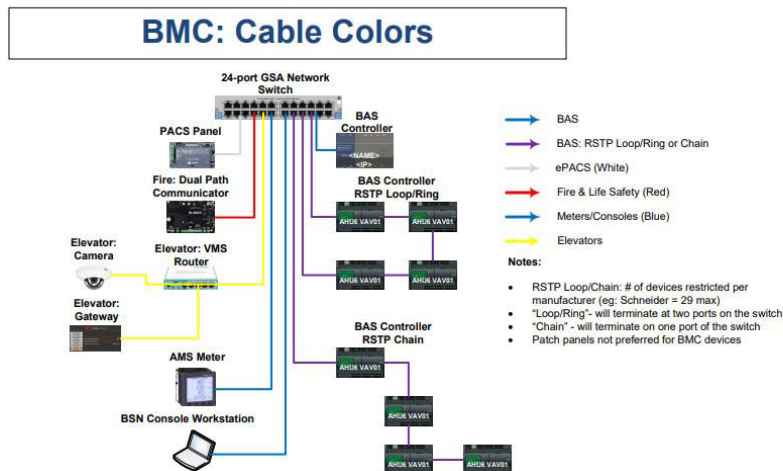 BMC: Cable Colors
24-port GSA Network
Switch
PACS Panel
Fire: Dual Path
Communicator
Elevator:
Camera
Elevator: VMS
Router
Elevator:
Gateway
AMS Meter
BSN Console Workstation
BAS
Controller
<NAME>
<IP>
BAS Controller
RSTP Loop/Ring
AHU6 VAV01
AHU6 VAV01
AHU6 VAV01
AHU6 VAV01
BAS Controller
RSTP Chain
AHU6 VAV01
AHU6 VAV01
AHU6 VAV01
AHU6 VAV01
BAS
BAS: RSTP Loop/Ring or Chain
ePACS (White)
Fire & Life Safety (Red)
Meters/Consoles (Blue)
Elevators
Notes:
• RSTP Loop/Chain: # of devices restricted per
manufacturer (eg: Schneider = 29 max)
• “Loop/Ring”- will terminate at two ports on the switch
• “Chain” - will terminate on one port of the switch
• Patch panels not preferred for BMC devices